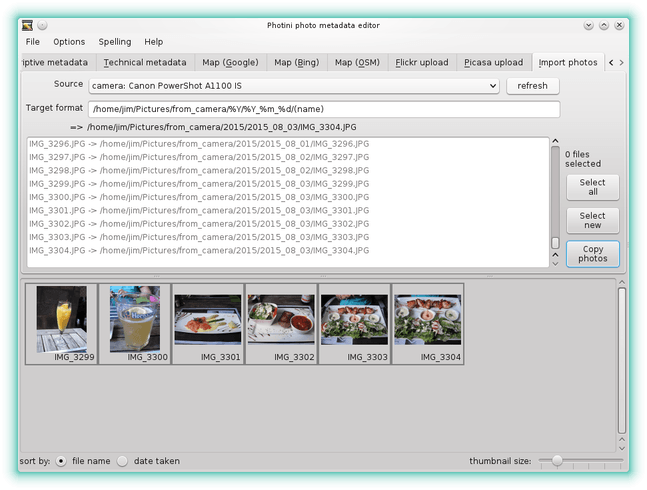 Photini photo metadata editor
File Options Spelling Help
iptive metadata Technical metadata Map (Google) Map (Bing) Map (OSM) Flickr upload Picasa upload Import photos
Source camera: Canon PowerShot A1100 IS refresh
Target format /home/jim/Pictures/from_camera/%Y/%Y_%m_%d/(name)
=> /home/jim/Pictures/from_camera/2015/2015_08_03/IMG_3304.JPG
IMG_3296.JPG -> /home/jim/Pictures/from_camera/2015/2015_08_01/IMG_3296.JPG
IMG_3297.JPG -> /home/jim/Pictures/from_camera/2015/2015_08_02/IMG_3297.JPG
IMG_3298.JPG -> /home/jim/Pictures/from_camera/2015/2015_08_02/IMG_3298.JPG
IMG_3299.JPG -> /home/jim/Pictures/from_camera/2015/2015_08_03/IMG_3299.JPG
IMG_3300.JPG -> /home/jim/Pictures/from_camera/2015/2015_08_03/IMG_3300.JPG
IMG_3301.JPG -> /home/jim/Pictures/from_camera/2015/2015_08_03/IMG_3301.JPG
IMG_3302.JPG -> /home/jim/Pictures/from_camera/2015/2015_08_03/IMG_3302.JPG
IMG_3303.JPG -> /home/jim/Pictures/from_camera/2015/2015_08_03/IMG_3303.JPG
IMG_3304.JPG -> /home/jim/Pictures/from_camera/2015/2015_08_03/IMG_3304.JPG
0 files
selected
Select
all
Select
new
Copy
photos
IMG_3299 IMG_3300 IMG_3301 IMG_3302 IMG_3303 IMG_3304
sort by: file name date taken thumbnail size: